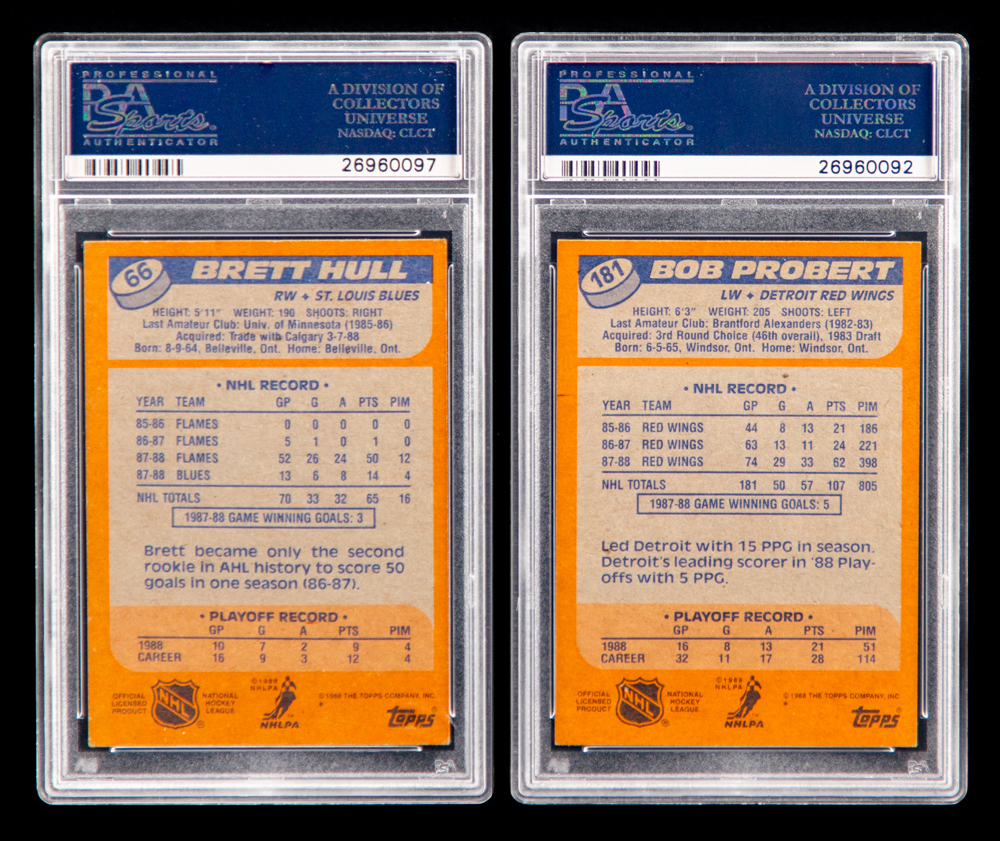 PROFESSIONAL
PSA
Sports.
AUTHENTICATOR
A DIVISION OF
COLLECTORS
UNIVERSE
NASDAQ: CLCT
26960097
66
BRETT HULL
RW + ST. LOUIS BLUES
HEIGHT: 5'11" WEIGHT: 190 SHOOTS: RIGHT
Last Amateur Club: Univ. of Minnesota (1985-86)
Acquired: Trade with Calgary 3-7-88
Born: 8-9-64, Belleville, Ont. Home: Belleville, Ont.
• NHL RECORD •
YEAR TEAM GP G A PTS PIM
85-86 FLAMES 0 0 0 0 0
86-87 FLAMES 5 1 0 1 0
87-88 FLAMES 52 26 24 50 12
87-88 BLUES 13 6 8 14 4
NHL TOTALS 70 33 32 65 16
1987-88 GAME WINNING GOALS: 3
Brett became only the second
rookie in AHL history to score 50
goals in one season (86-87).
• PLAYOFF RECORD •
GP G A PTS PIM
1988 10 7 2 9 4
CAREER 16 9 3 12 4
OFFICIAL
LICENSED
PRODUCT
NHL
®
NATIONAL
HOCKEY
LEAGUE
©1988
NHLPA
NHLPA
©1988 THE TOPPS COMPANY, INC.
*
topps
PROFESSIONAL
PSA
Sports.
AUTHENTICATOR
A DIVISION OF
COLLECTORS
UNIVERSE
NASDAQ: CLCT
26960092
181
BOB PROBERT
LW + DETROIT RED WINGS
HEIGHT: 6'3" WEIGHT: 205 SHOOTS: LEFT
Last Amateur Club: Brantford Alexanders (1982-83)
Acquired: 3rd Round Choice (46th overall), 1983 Draft
Born: 6-5-65, Windsor, Ont. Home: Windsor, Ont.
• NHL RECORD •
YEAR TEAM GP G A PTS PIM
85-86 RED WINGS 44 8 13 21 186
86-87 RED WINGS 63 13 11 24 221
87-88 RED WINGS 74 29 33 62 398
NHL TOTALS 181 50 57 107 805
1987-88 GAME WINNING GOALS: 5
Led Detroit with 15 PPG in season.
Detroit's leading scorer in '88 Play-
offs with 5 PPG.
• PLAYOFF RECORD •
GP G A PTS PIM
1988 16 8 13 21 51
CAREER 32 11 17 28 114
OFFICIAL
LICENSED
PRODUCT
NHL
®
NATIONAL
HOCKEY
LEAGUE
©1988
NHLPA
NHLPA
©1988 THE TOPPS COMPANY, INC.
*
topps